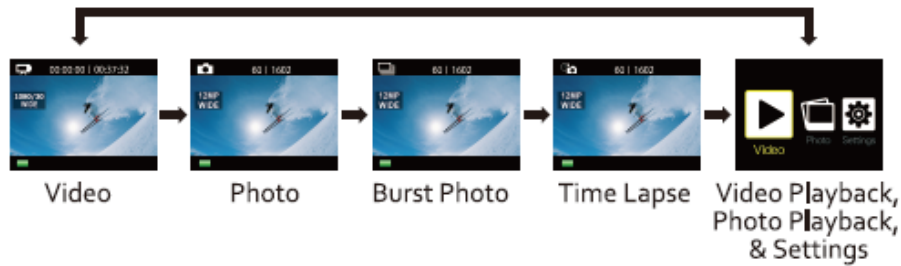 00:00:00 | 00:37:32
1080/30
WIDE
60 | 1602
12MP
WIDE
60 | 1602
12MP
WIDE
60 | 1602
12MP
WIDE
Video
Photo
Settings
Video
Photo
Burst Photo
Time Lapse
Video Playback,
Photo Playback,
& Settings